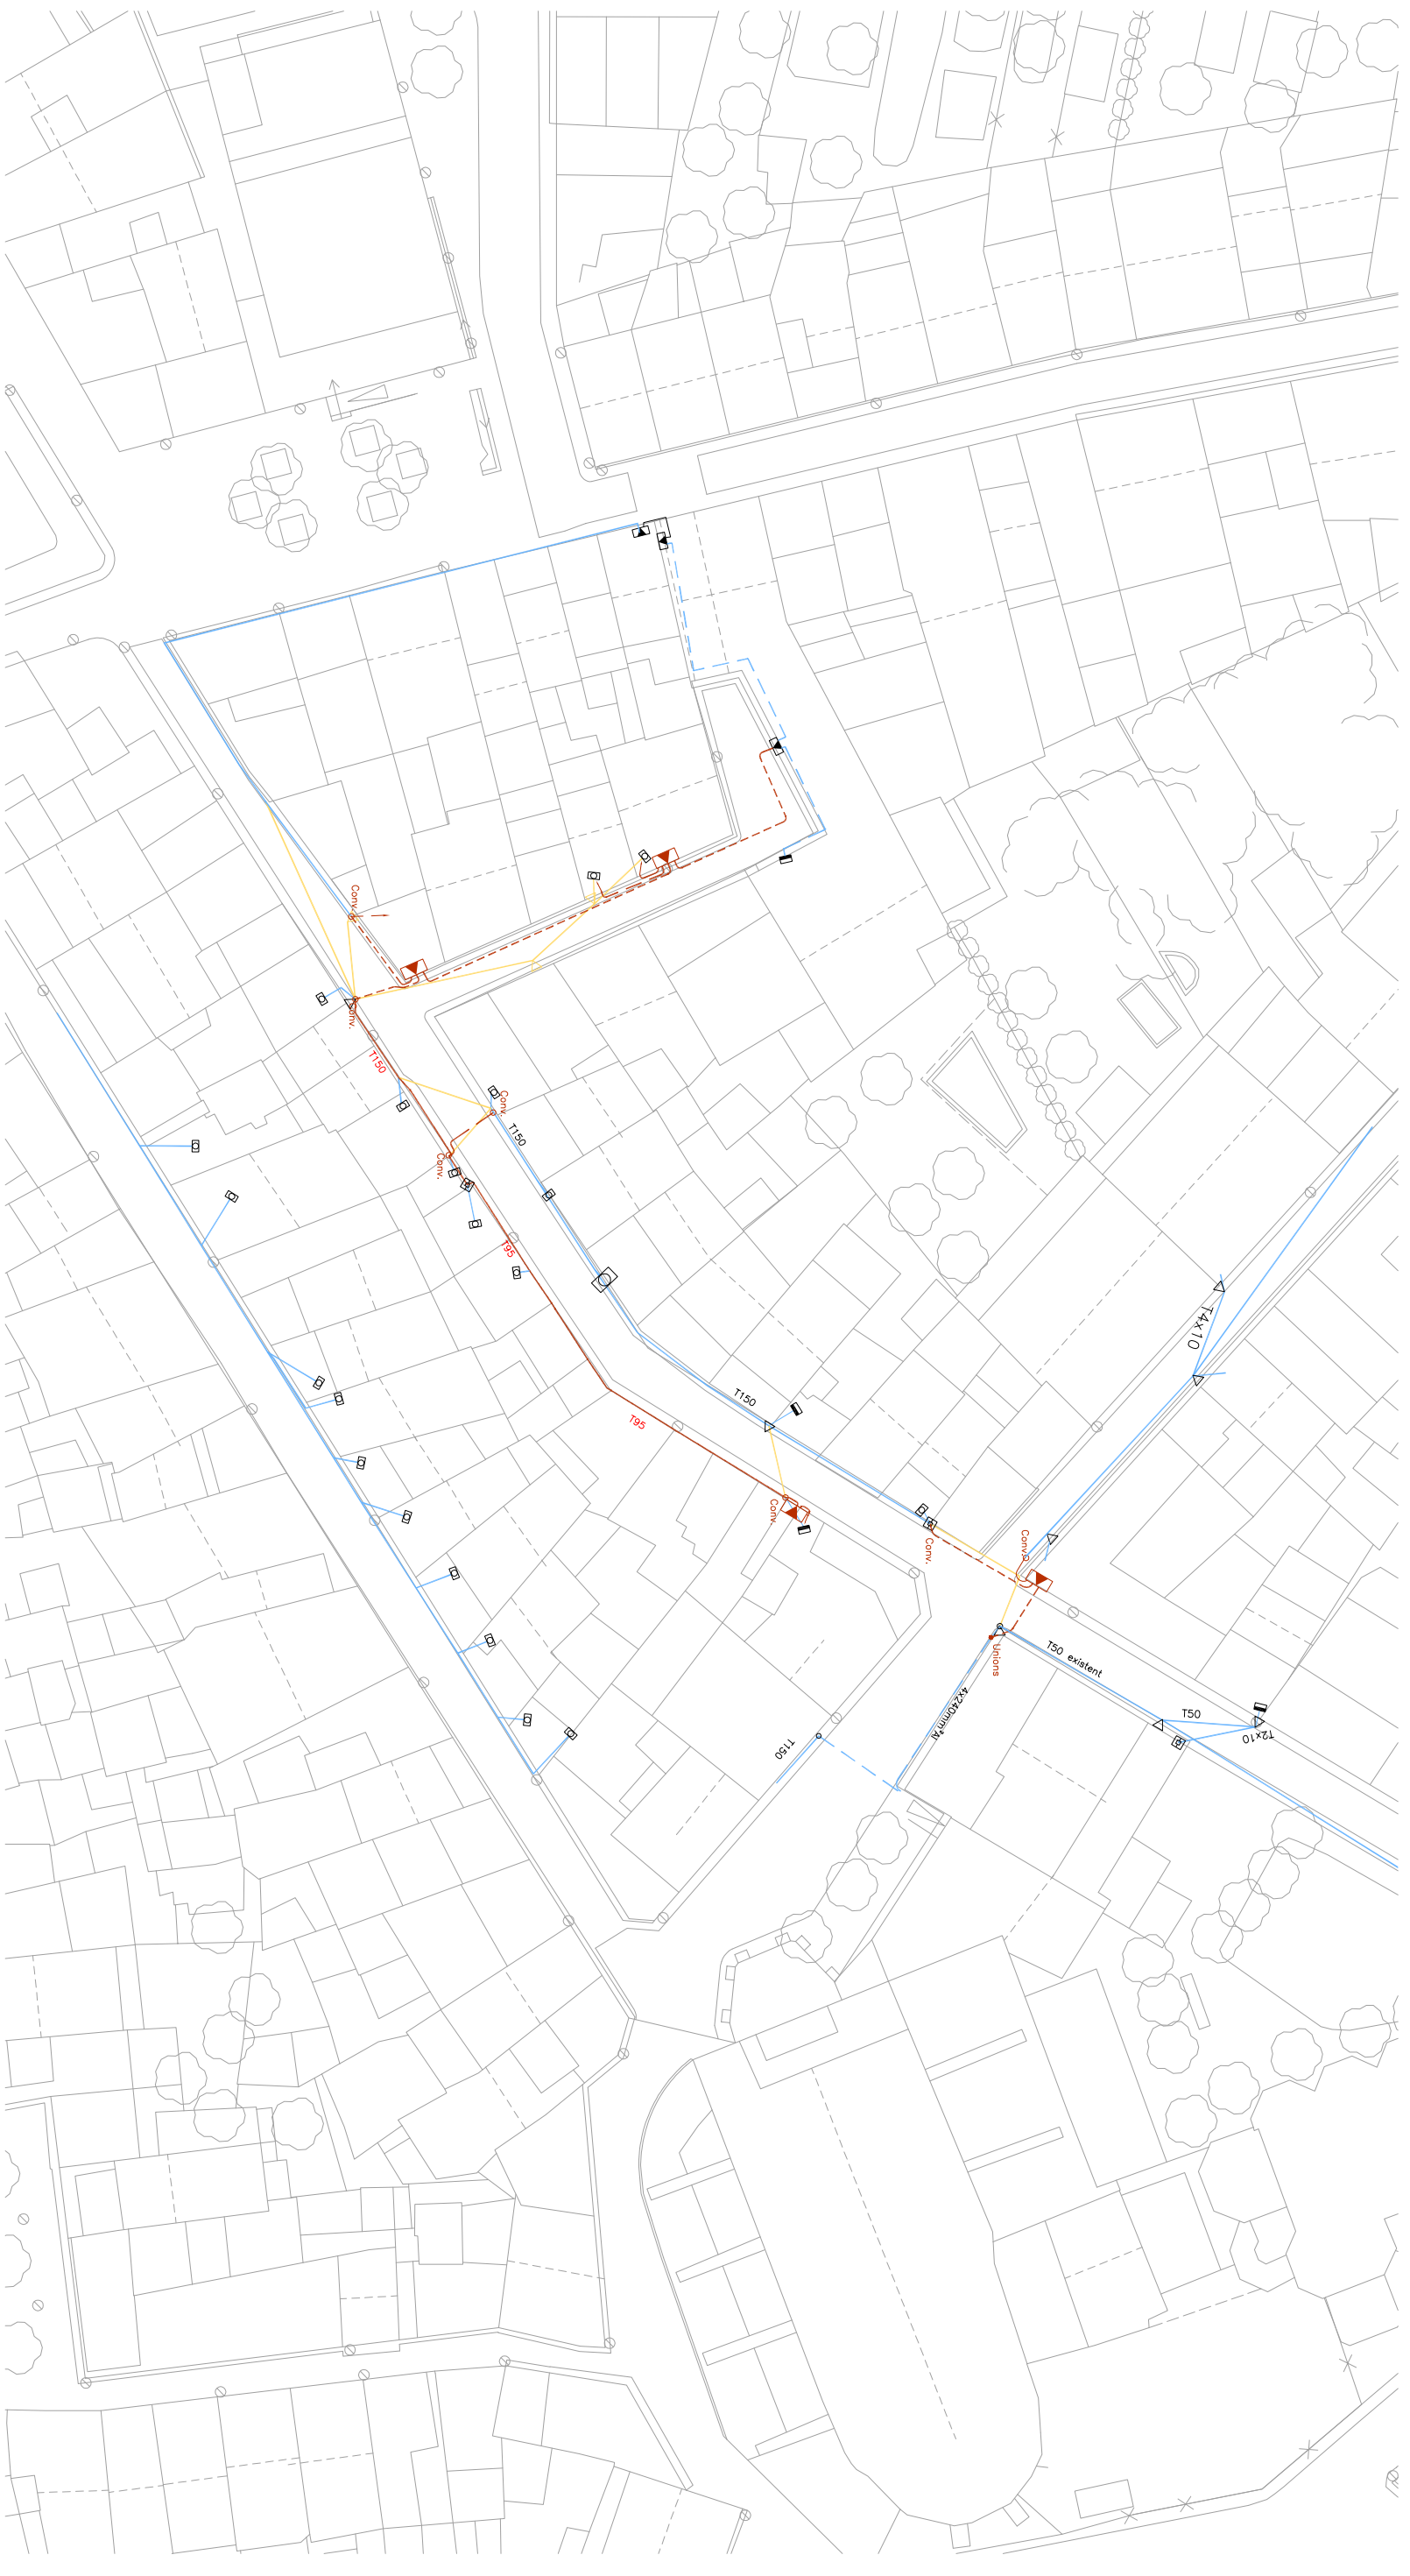 Conv.
Conv.
T150
Conv.
T150
Conv.
T95
T4x10
T150
T95
Conv.
Conv.
Conv.
Unions
T50 existent
4x240mm²Al
T50
T2x10
T150